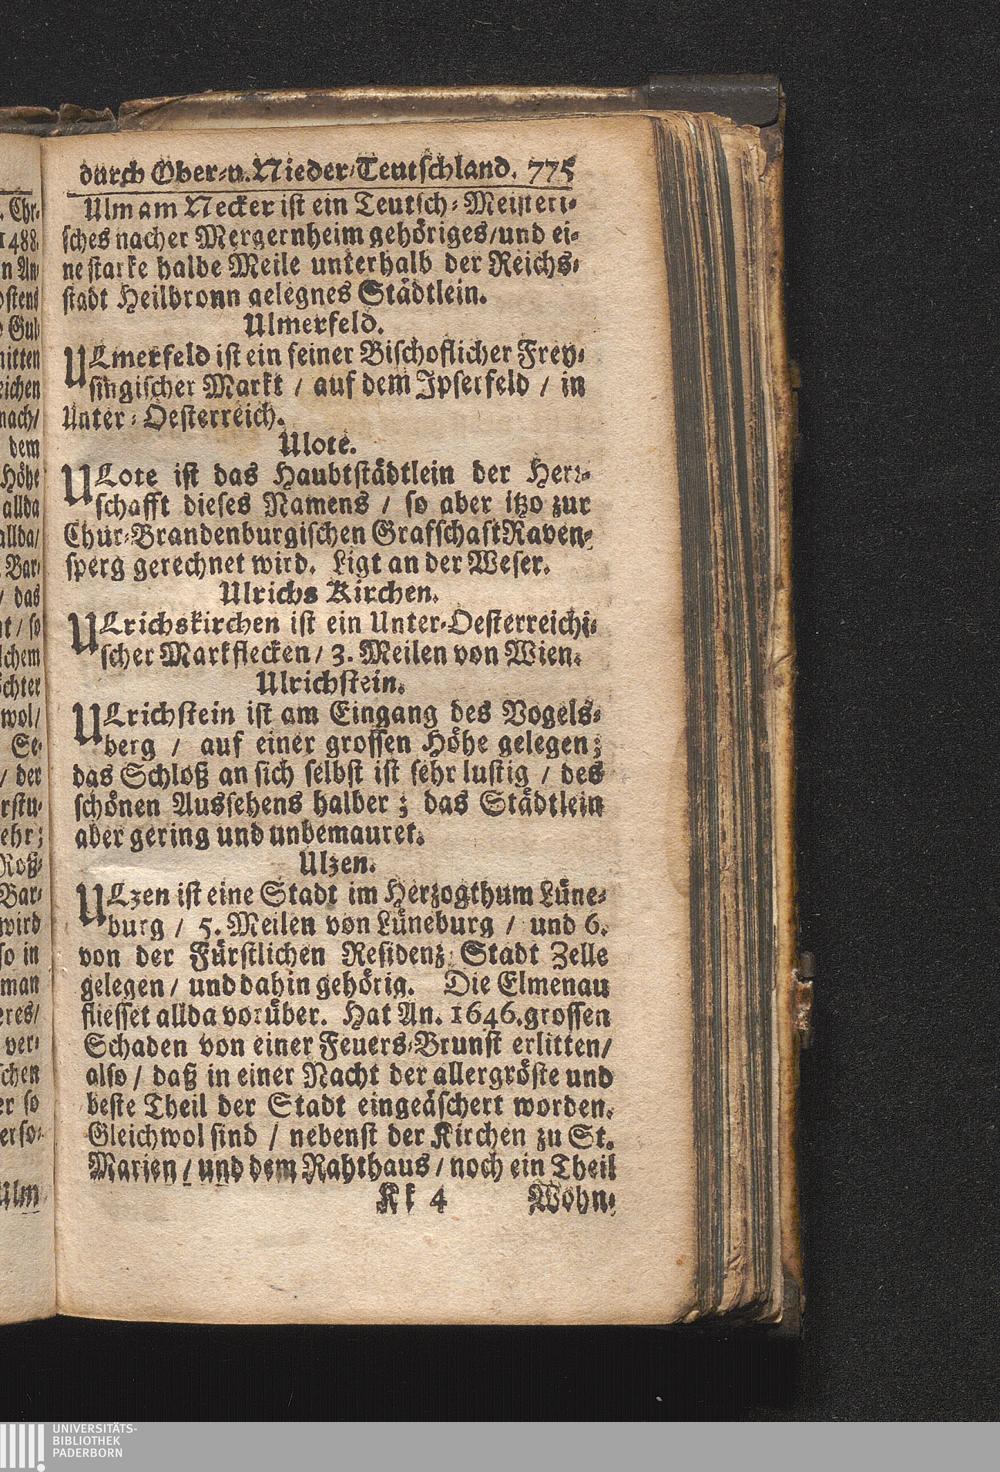 durch Ober- u. Nieder-Teutschland. 775
Ulm am Necker ist ein Teutsch-Meisteri-
sches nacher Mergernheim gehöriges/ und ei-
ne starke halbe Meile unterhalb der Reichs-
stadt Heilbronn gelegnes Städtlein.
Ulmerfeld.
ULmerfeld ist ein feiner Bischoflicher Frey-
singischer Markt / auf dem Ipserfeld / in
Unter-Oesterreich.
Ulote.
ULote ist das Haubtstädtlein der Herr-
schafft dieses Namens / so aber itzo zur
Chur-Brandenburgischen Grafschaft Raven-
sperg gerechnet wird. Ligt an der Weser.
Ulrichs Kirchen.
ULrichskirchen ist ein Unter-Oesterreichi-
scher Markflecken/ 3. Meilen von Wien.
Ulrichstein.
ULrichstein ist am Eingang des Vogels-
berg / auf einer grossen Höhe gelegen;
das Schloß an sich selbst ist sehr lustig / des
schönen Aussehens halber; das Städtlein
aber gering und unbemauret.
Ulzen.
ULzen ist eine Stadt im Herzogthum Lüne-
burg / 5. Meilen von Lüneburg / und 6.
von der Fürstlichen Residenz-Stadt Zelle
gelegen/ und dahin gehörig. Die Elmenau
fliesset allda vorüber. Hat An. 1646. grossen
Schaden von einer Feuers-Brunst erlitten/
also / daß in einer Nacht der allergröste und
beste Theil der Stadt eingeäschert worden.
Gleichwol sind / nebenst der Kirchen zu St.
Marien / und dem Rahthaus / noch ein Theil
Kk 4 Wohn-
UNIVERSITÄTS-
BIBLIOTHEK
PADERBORN